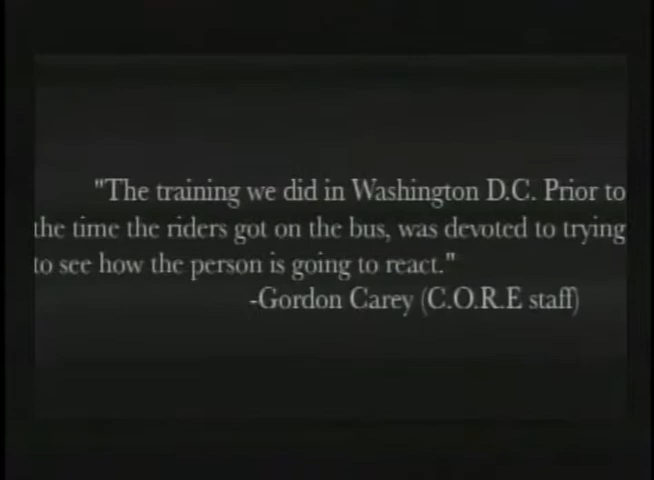 "The training we did in Washington D.C. Prior to
the time the riders got on the bus, was devoted to trying
to see how the person is going to react."
-Gordon Carey (C.O.R.E staff)